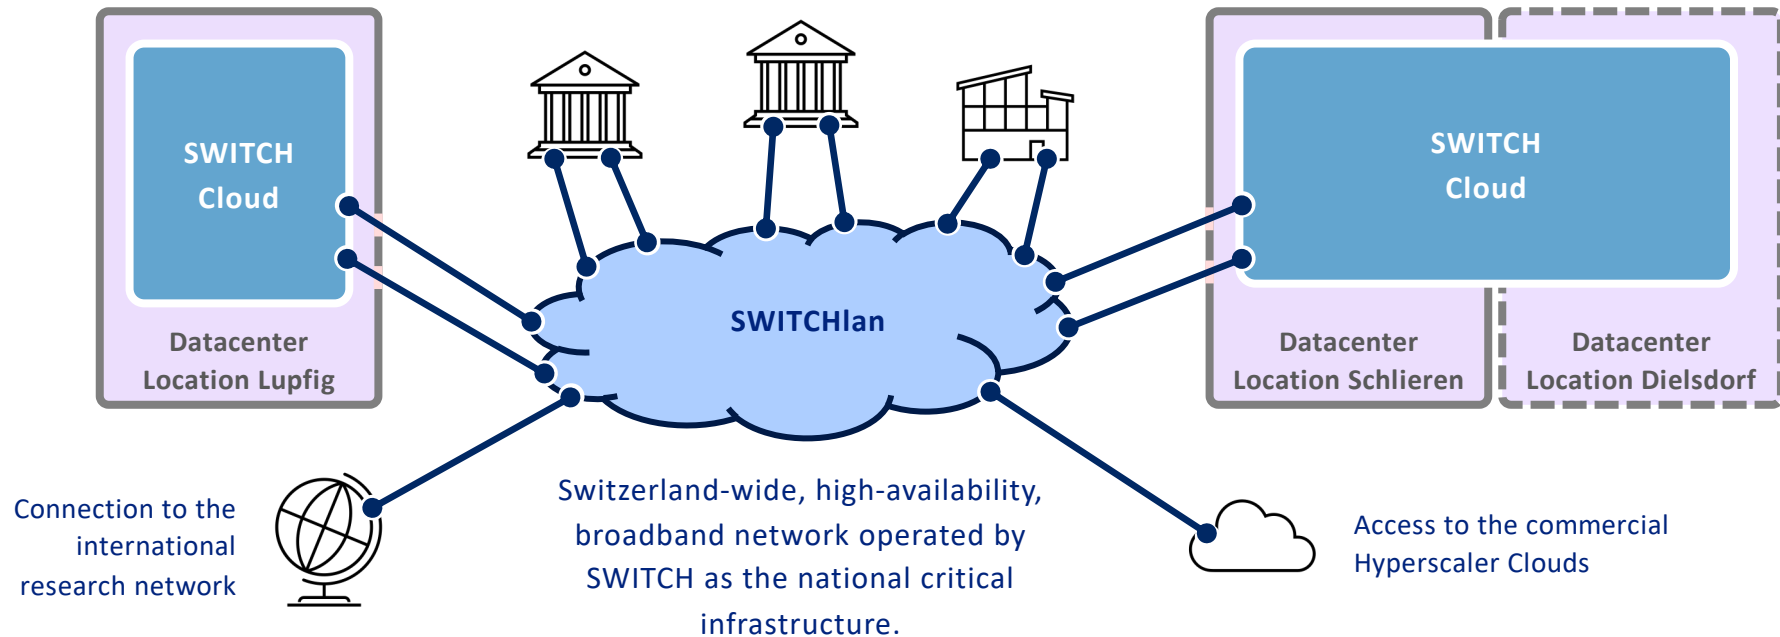 SWITCH
Cloud
Datacenter
Location Lupfig
SWITCHlan
SWITCH
Cloud
Datacenter
Location Schlieren
Datacenter
Location Dielsdorf
Connection to the
international
research network
Switzerland-wide, high-availability,
broadband network operated by
SWITCH as the national critical
infrastructure.
Access to the commercial
Hyperscaler Clouds